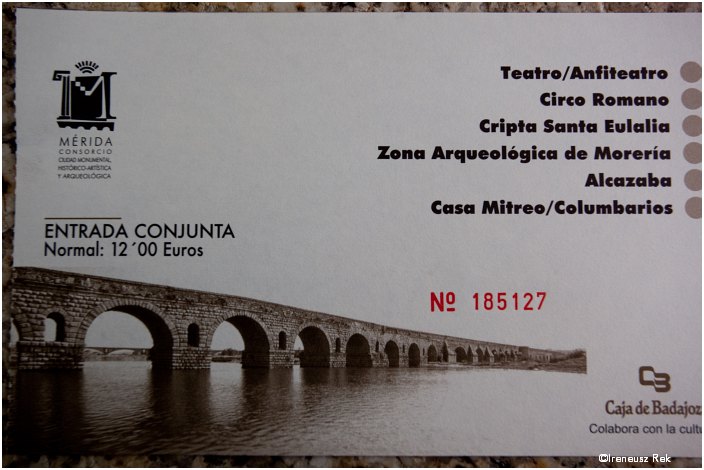 M
MÉRIDA
CONSORCIO
CIUDAD MONUMENTAL,
HISTÓRICO-ARTÍSTICA
Y ARQUEOLÓGICA
Teatro/Anfiteatro
Circo Romano
Cripta Santa Eulalia
Zona Arqueológica de Morería
Alcazaba
Casa Mitreo/Columbarios
ENTRADA CONJUNTA
Normal: 12´00 Euros
Nº 185127
Caja de Badajoz
Colabora con la cultu
©Ireneusz Rek